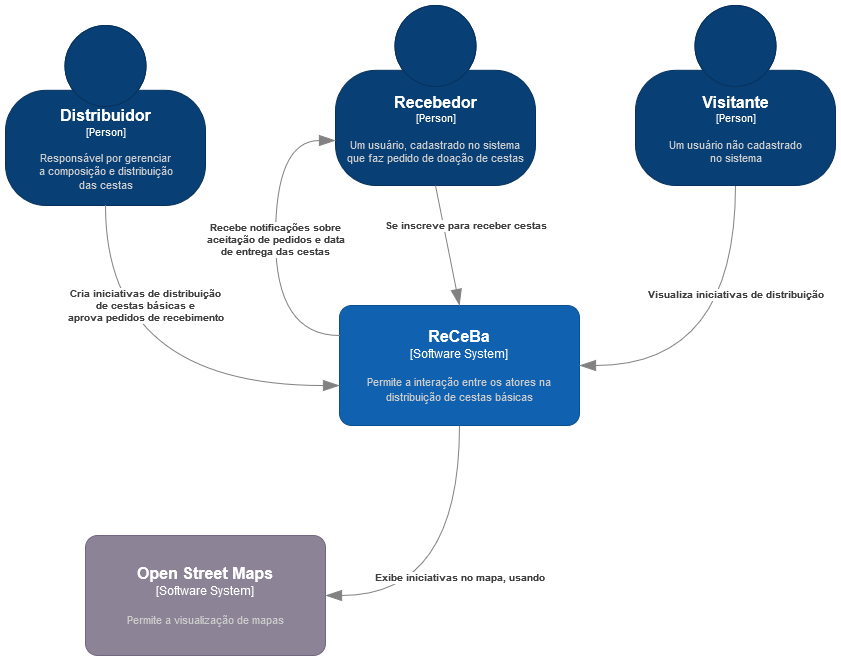 Distribuidor
[Person]
Responsável por gerenciar
a composição e distribuição
das cestas
Recebedor
[Person]
Um usuário, cadastrado no sistema
que faz pedido de doação de cestas
Visitante
[Person]
Um usuário não cadastrado
no sistema
Recebe notificações sobre
aceitação de pedidos e data
de entrega das cestas
Se inscreve para receber cestas
Cria iniciativas de distribuição
de cestas básicas e
aprova pedidos de recebimento
Visualiza iniciativas de distribuição
ReCeBa
[Software System]
Permite a interação entre os atores na
distribuição de cestas básicas
Open Street Maps
[Software System]
Permite a visualização de mapas
Exibe iniciativas no mapa, usando